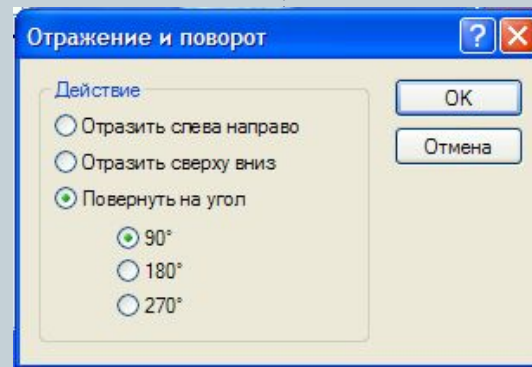 Отражение и поворот
Действие
Отразить слева направо
Отразить сверху вниз
Повернуть на угол
90°
180°
270°
OK
Отмена